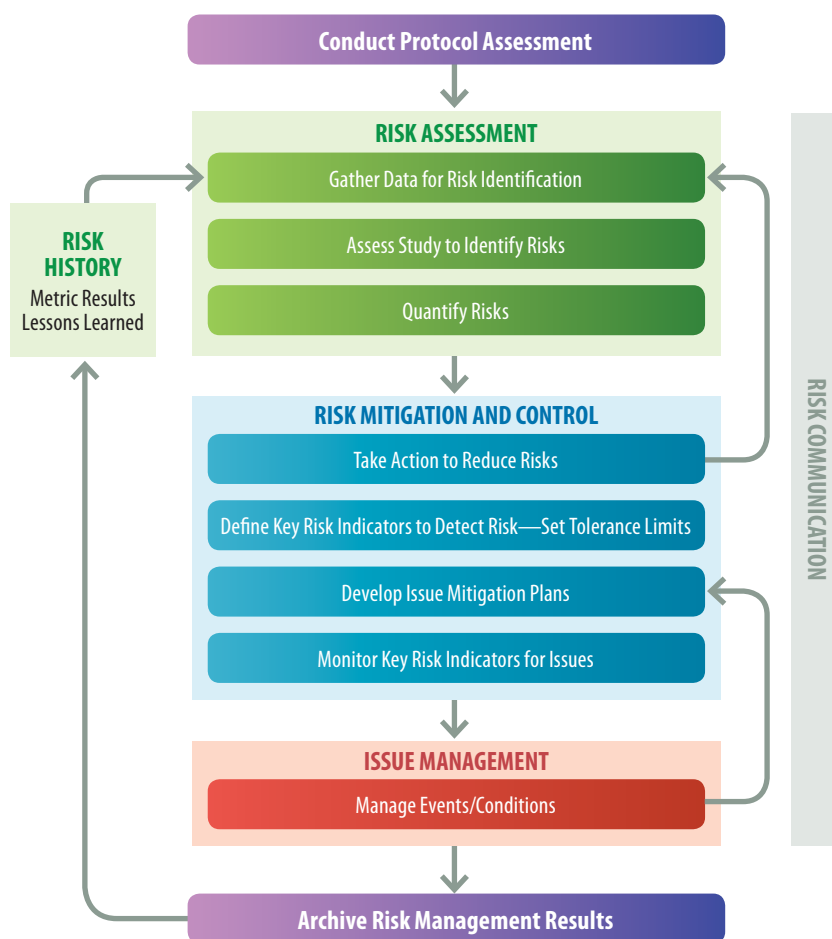 Conduct Protocol Assessment
RISK ASSESSMENT
Gather Data for Risk Identification
Assess Study to Identify Risks
Quantify Risks
RISK
HISTORY
Metric Results
Lessons Learned
RISK MITIGATION AND CONTROL
Take Action to Reduce Risks
Define Key Risk Indicators to Detect Risk—Set Tolerance Limits
Develop Issue Mitigation Plans
Monitor Key Risk Indicators for Issues
ISSUE MANAGEMENT
Manage Events/Conditions
Archive Risk Management Results
RISK COMMUNICATION